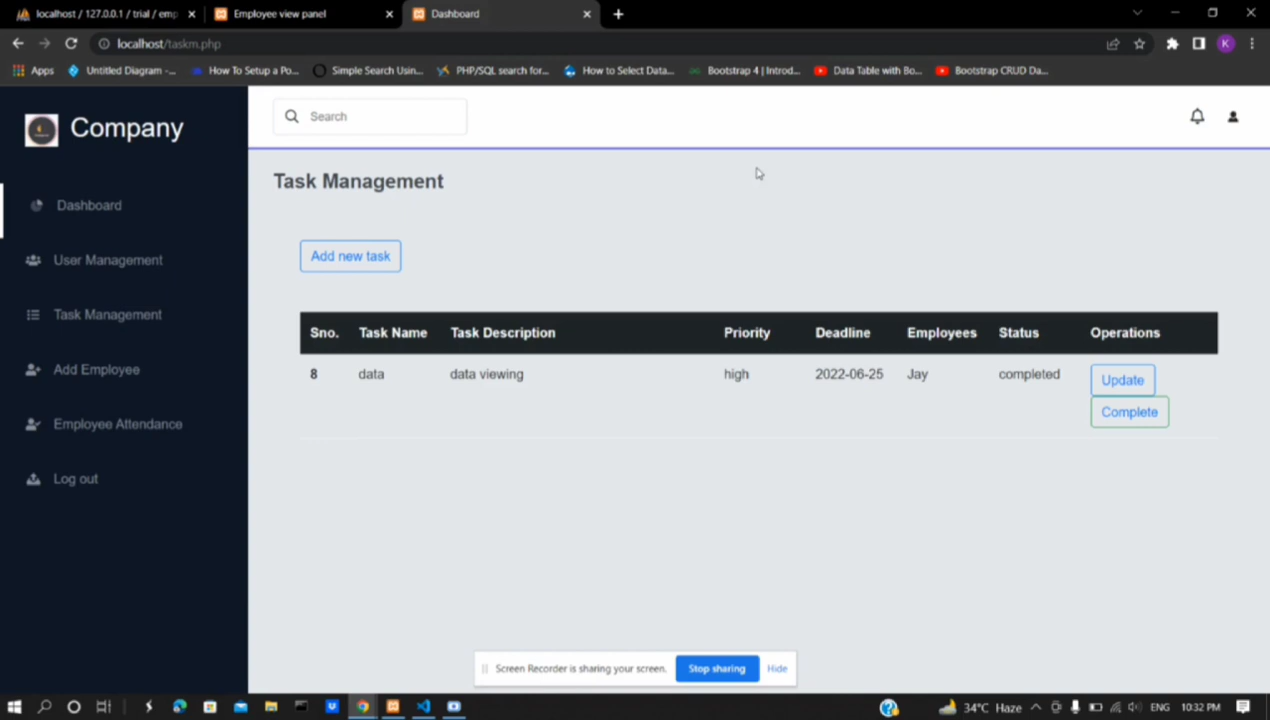 localhost / 127.0.0.1 / trial / emp
Employee view panel
Dashboard
localhost/taskm.php
K
Apps
Untitled Diagram -...
How To Setup a Po...
Simple Search Usin...
PHP/SQL search for...
How to Select Data...
Bootstrap 4 | Introd...
Data Table with Bo...
Bootstrap CRUD Da...
Company
Search
Task Management
Dashboard
User Management
Task Management
Add Employee
Employee Attendance
Log out
Add new task
Sno. Task Name Task Description Priority Deadline Employees Status Operations
8 data data viewing high 2022-06-25 Jay completed Update
Complete
Screen Recorder is sharing your screen. Stop sharing Hide
34°C Haze ENG 10:32 PM